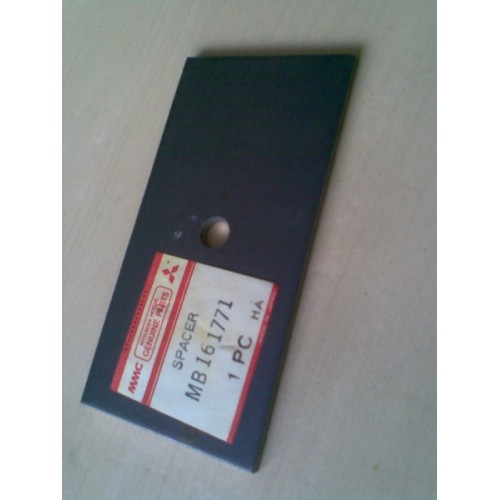 MMC
GENUINE PARTS
SPACER
MB161771
1 PC HA